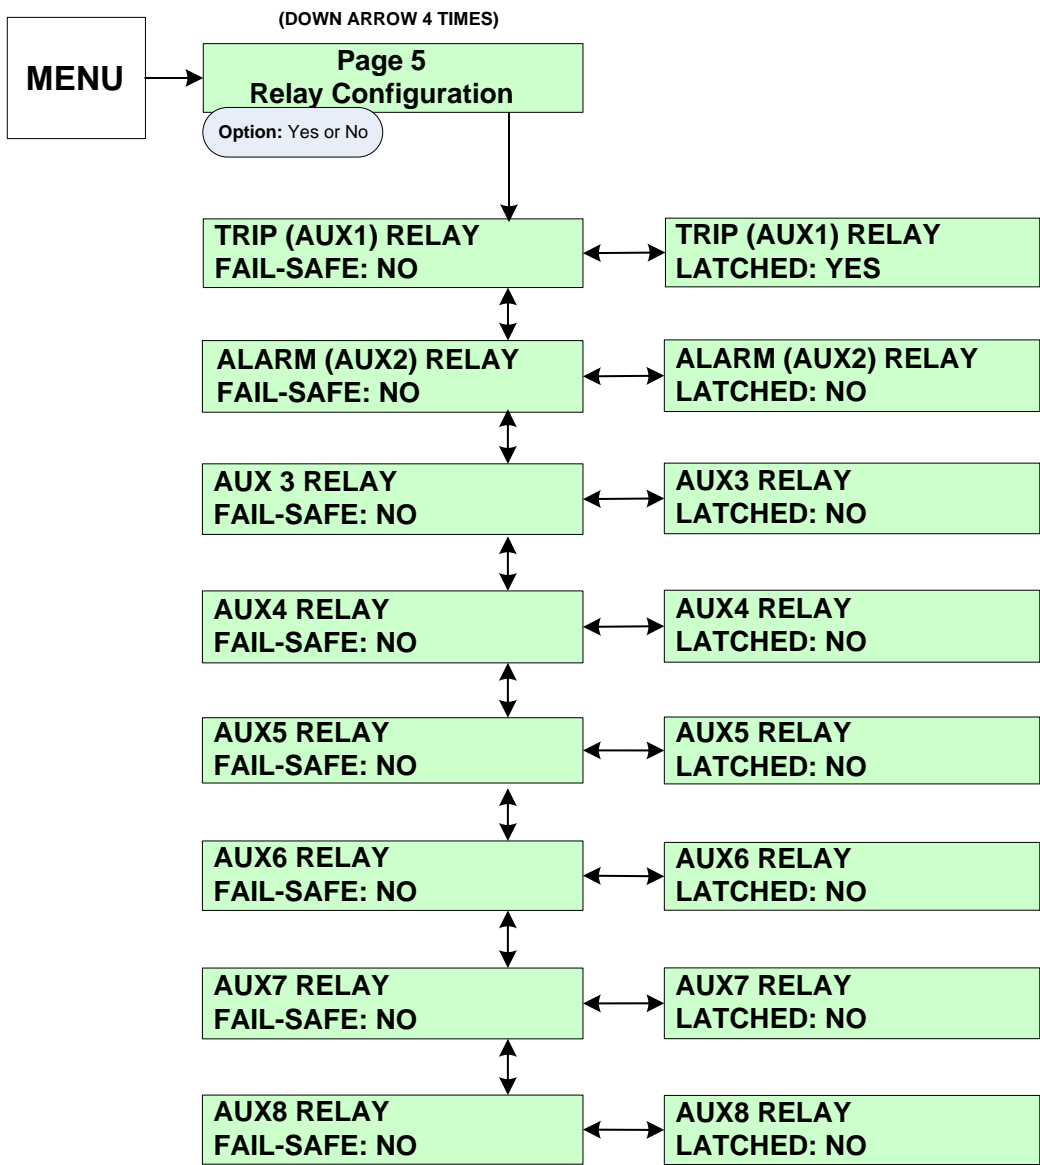 (DOWN ARROW 4 TIMES)
MENU
Page 5
Relay Configuration
Option: Yes or No
TRIP (AUX1) RELAY
FAIL-SAFE: NO
TRIP (AUX1) RELAY
LATCHED: YES
ALARM (AUX2) RELAY
FAIL-SAFE: NO
ALARM (AUX2) RELAY
LATCHED: NO
AUX 3 RELAY
FAIL-SAFE: NO
AUX3 RELAY
LATCHED: NO
AUX4 RELAY
FAIL-SAFE: NO
AUX4 RELAY
LATCHED: NO
AUX5 RELAY
FAIL-SAFE: NO
AUX5 RELAY
LATCHED: NO
AUX6 RELAY
FAIL-SAFE: NO
AUX6 RELAY
LATCHED: NO
AUX7 RELAY
FAIL-SAFE: NO
AUX7 RELAY
LATCHED: NO
AUX8 RELAY
FAIL-SAFE: NO
AUX8 RELAY
LATCHED: NO